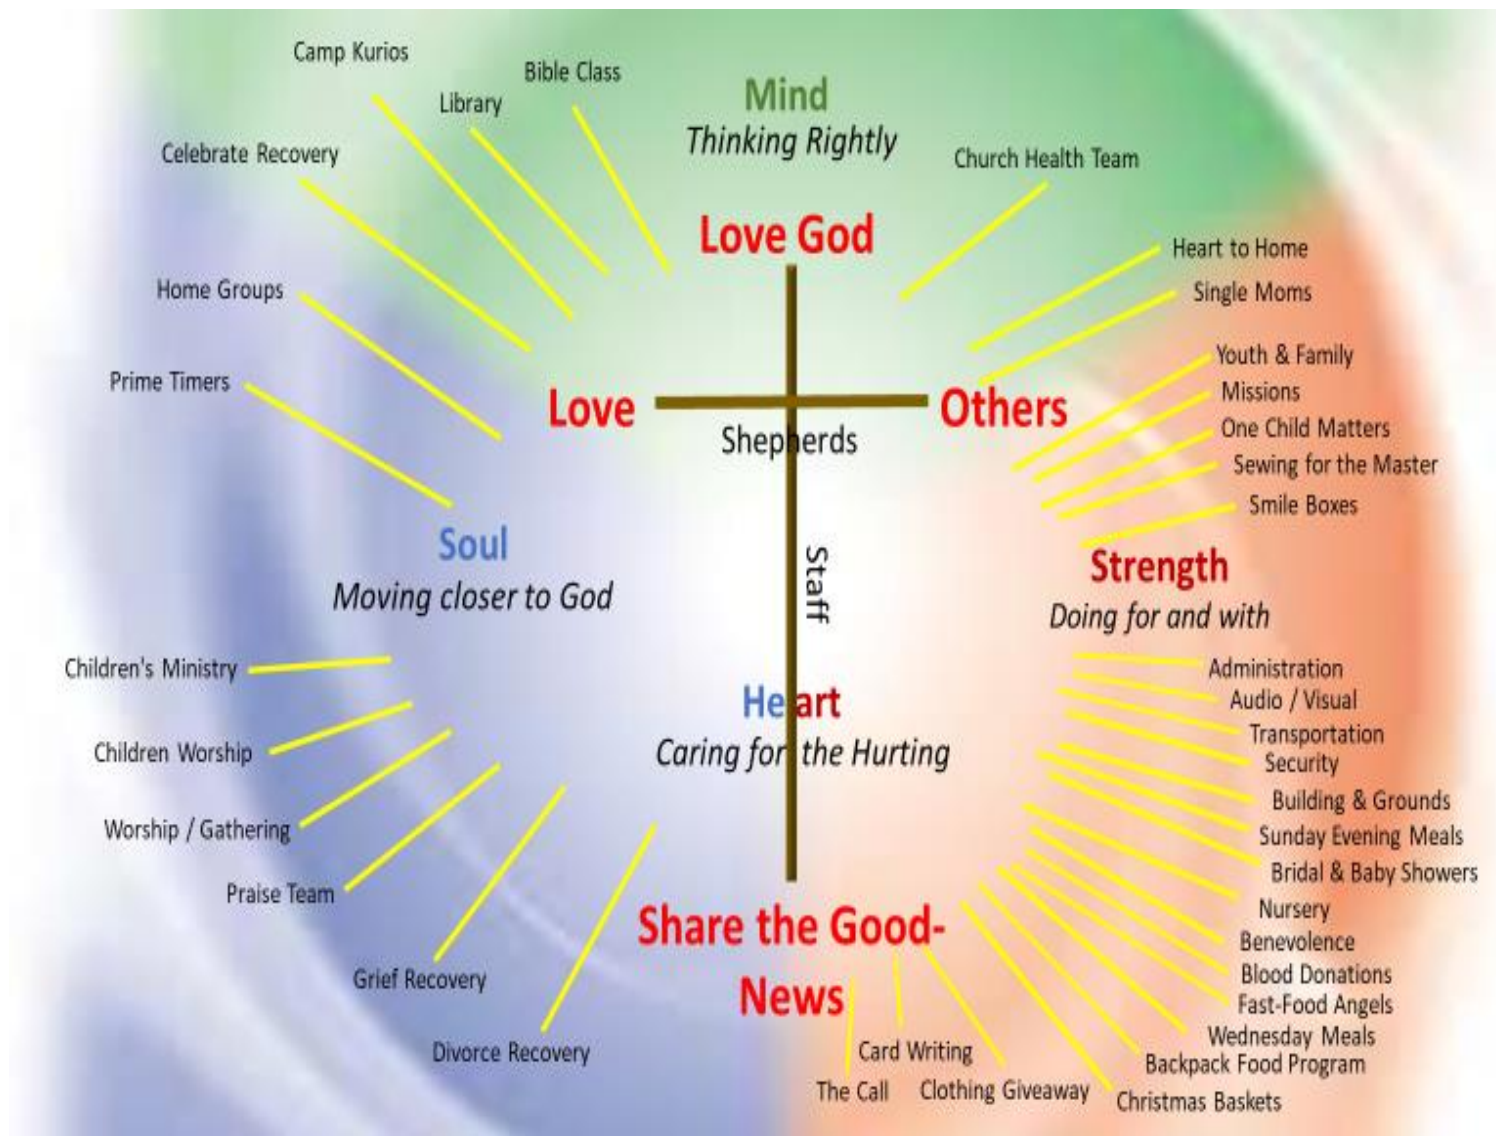 Camp Kurios
Bible Class
Library
Mind
Thinking Rightly
Celebrate Recovery
Church Health Team
Love God
Heart to Home
Home Groups
Single Moms
Youth & Family
Prime Timers
Missions
Love
Others
Shepherds
One Child Matters
Sewing for the Master
Smile Boxes
Soul
Moving closer to God
Staff
Strength
Doing for and with
Children's Ministry
Administration
Heart
Audio / Visual
Caring for the Hurting
Transportation
Children Worship
Security
Building & Grounds
Worship / Gathering
Sunday Evening Meals
Bridal & Baby Showers
Praise Team
Nursery
Share the Good-
News
Benevolence
Blood Donations
Grief Recovery
Fast-Food Angels
Wednesday Meals
Divorce Recovery
Card Writing
Backpack Food Program
The Call
Clothing Giveaway
Christmas Baskets